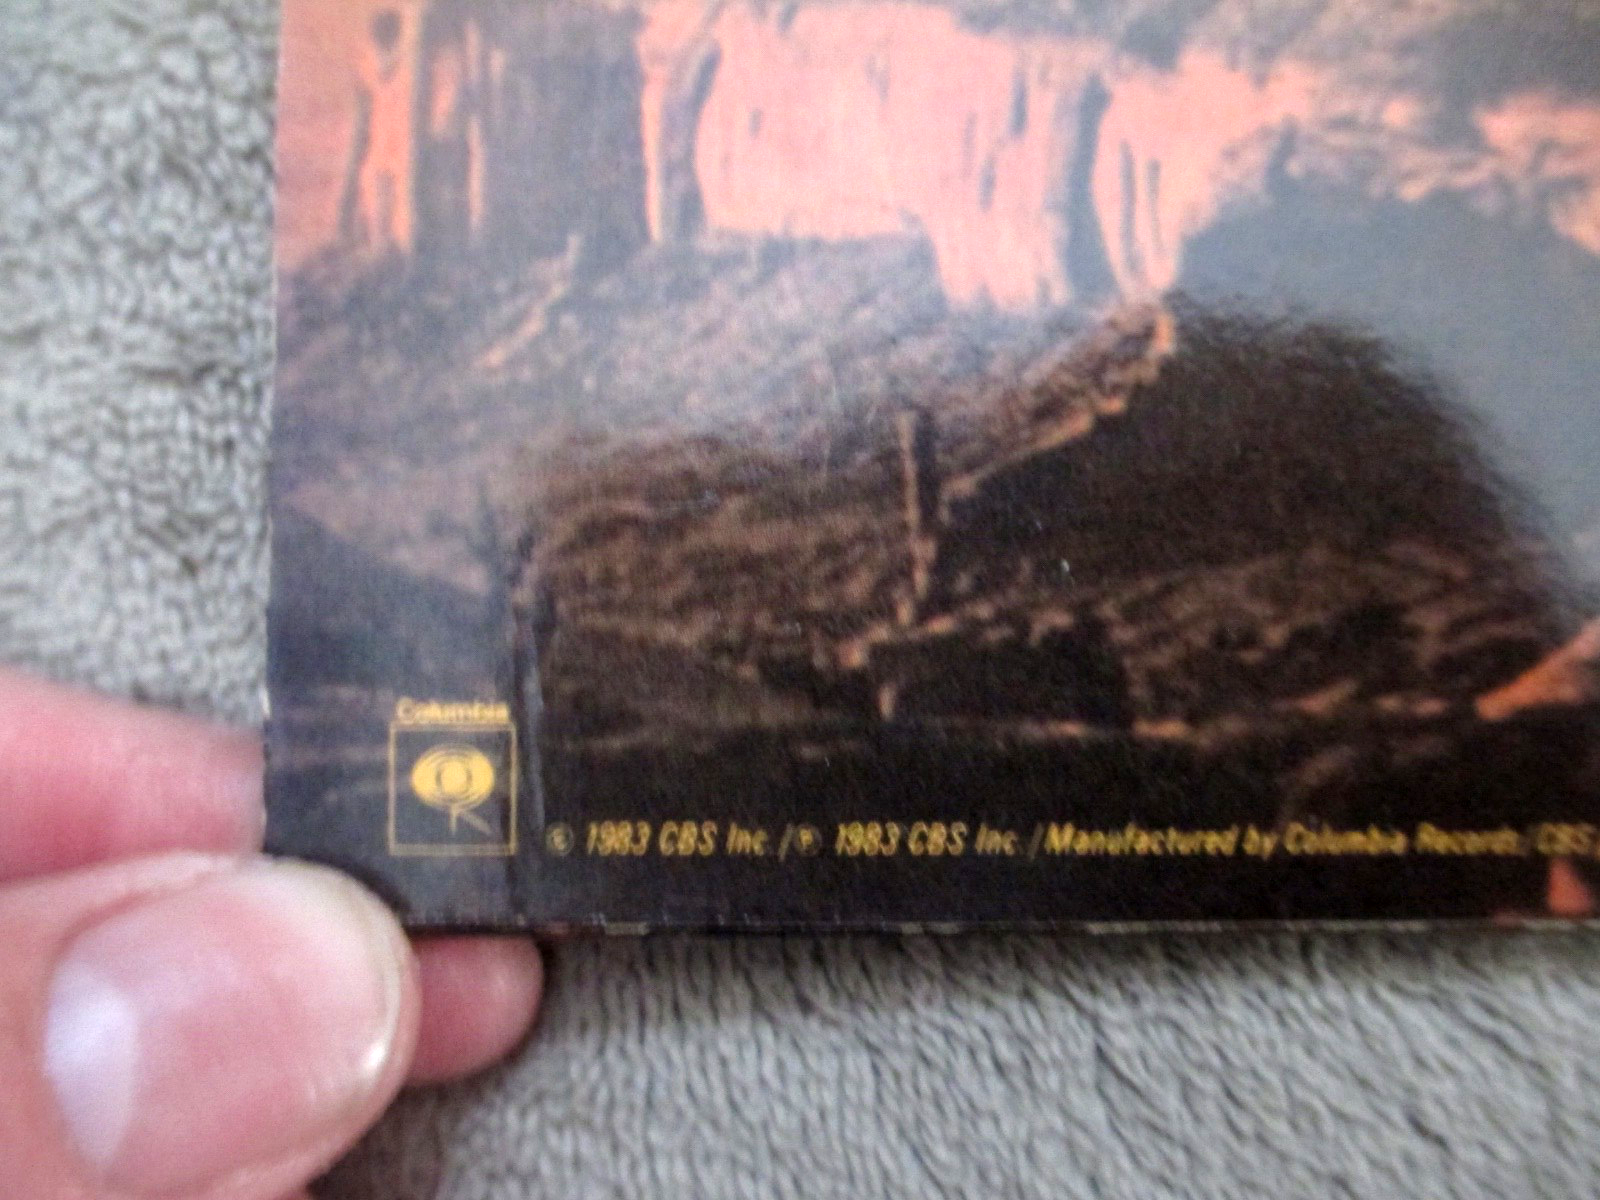 Columbia
© 1983 CBS Inc. / ℗ 1983 CBS Inc. / Manufactured by Columbia Records/CBS